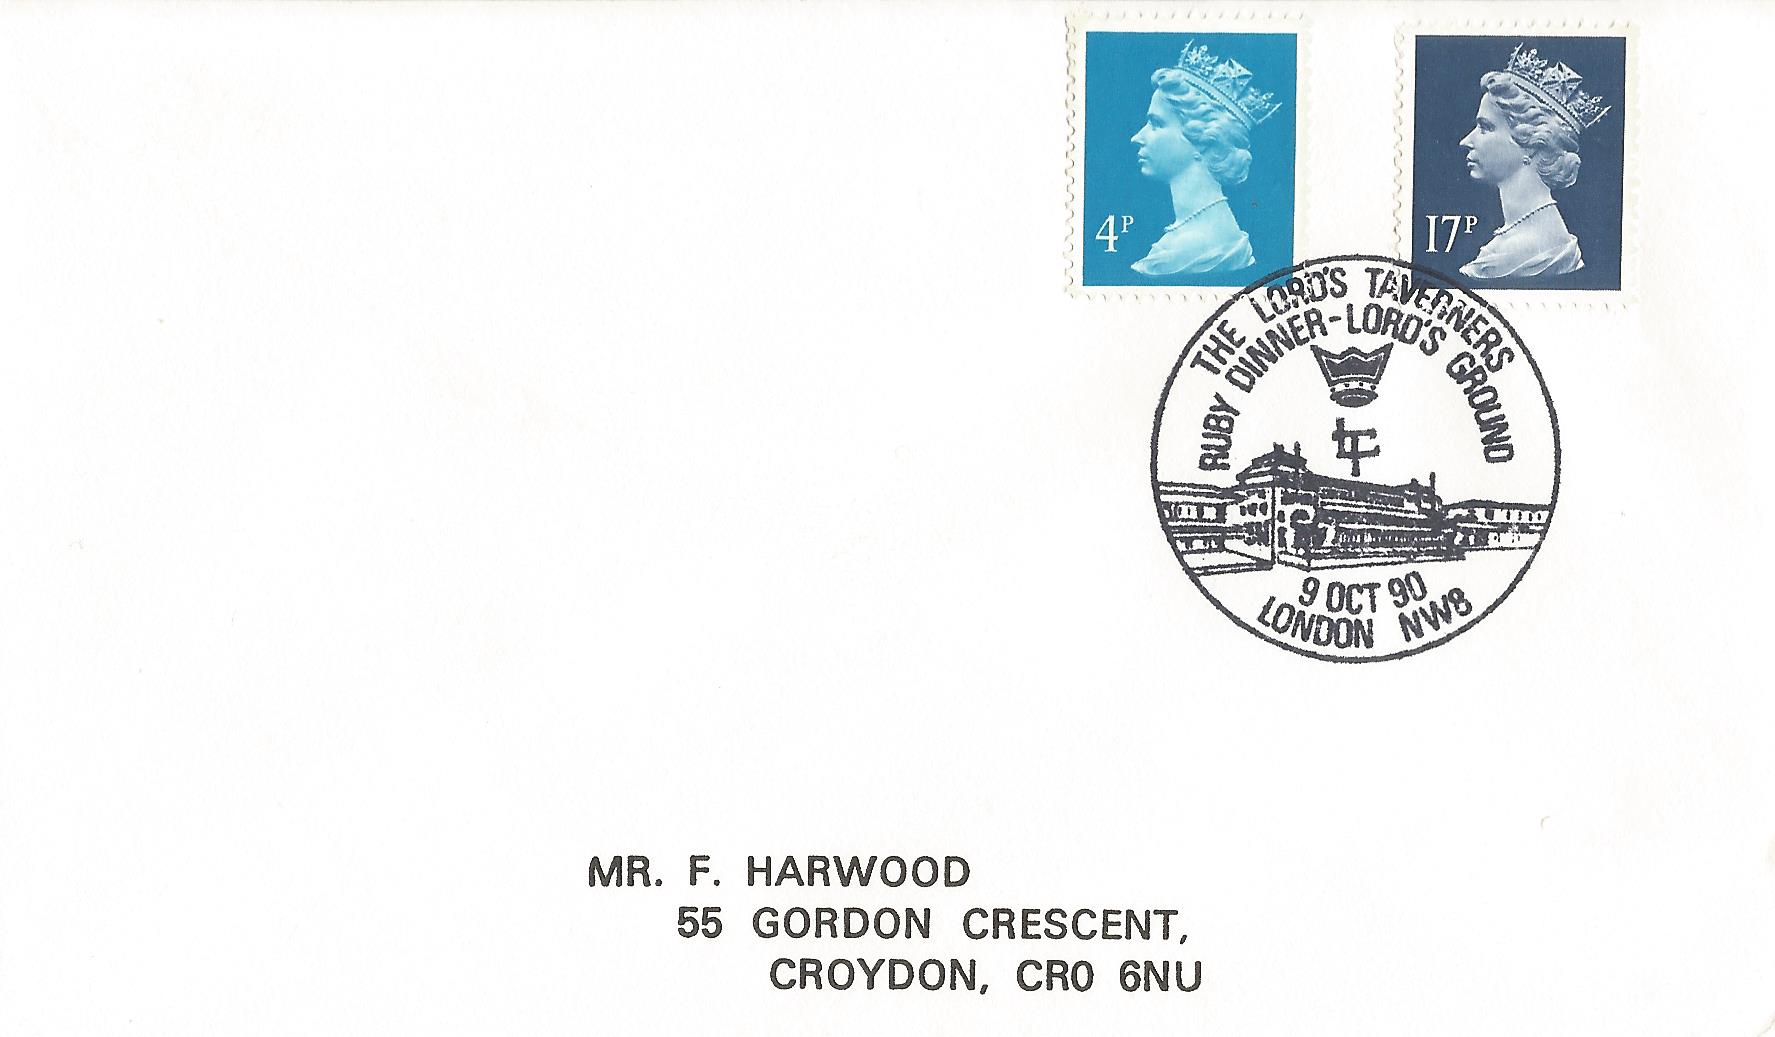 4P
17P
THE LORD'S TAVERNERS
RUBY DINNER-LORD'S GROUND
LT
9 OCT 90
LONDON NW8
MR. F. HARWOOD
55 GORDON CRESCENT,
CROYDON, CR0 6NU